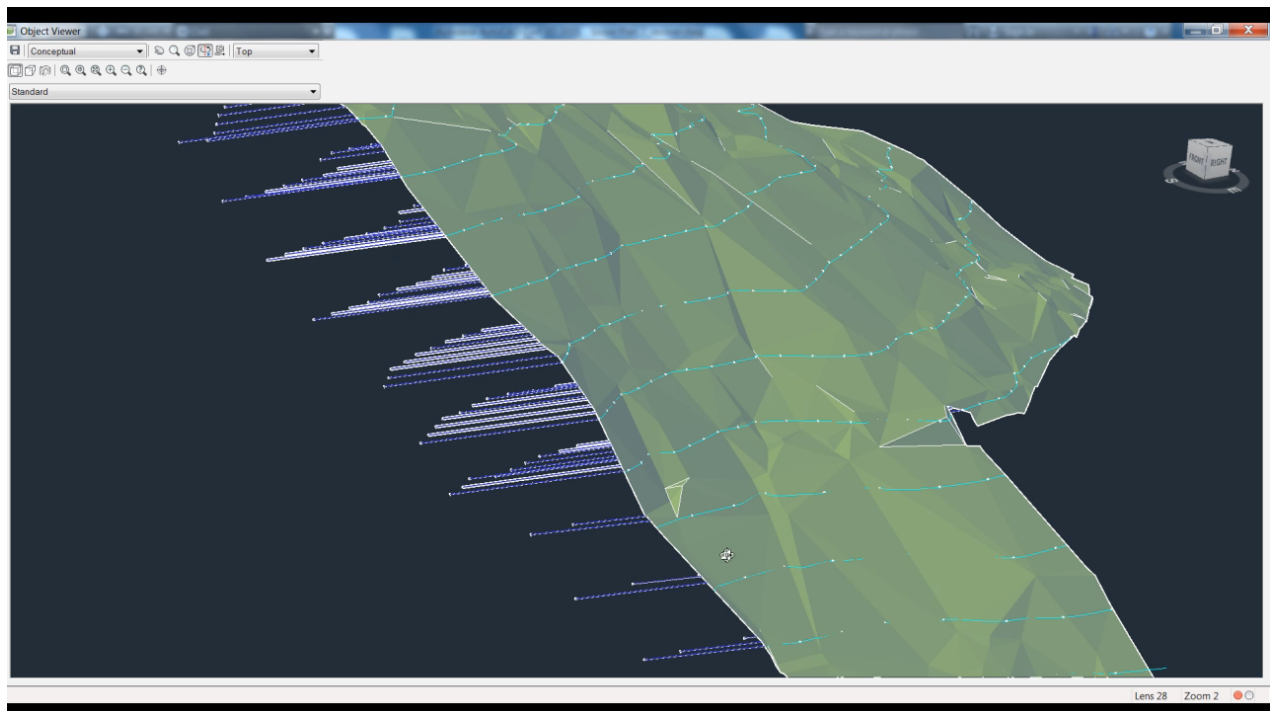 Object Viewer
Conceptual
Top
Standard
FRONT
RIGHT
Lens 28 Zoom 2